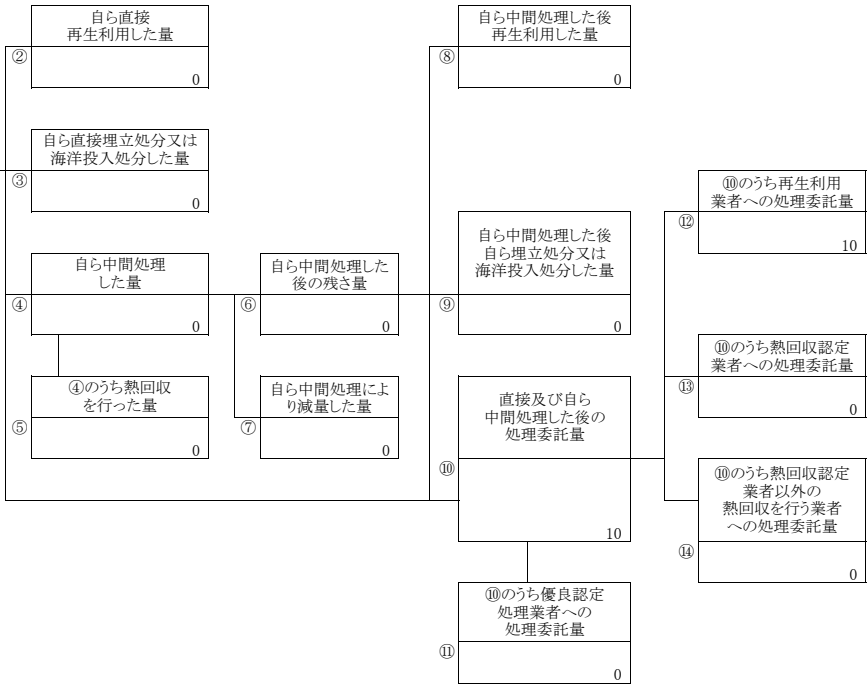 自ら直接
再生利用した量
②
0
自ら直接埋立処分又は
海洋投入処分した量
③
0
自ら中間処理
した量
④
0
④のうち熱回収
を行った量
⑤
0
自ら中間処理した
後の残さ量
⑥
0
自ら中間処理によ
り減量した量
⑦
0
自ら中間処理した後
再生利用した量
⑧
0
自ら中間処理した後
自ら埋立処分又は
海洋投入処分した量
⑨
0
直接及び自ら
中間処理した後の
処理委託量
⑩
10
⑩のうち優良認定
処理業者への
処理委託量
⑪
0
⑩のうち再生利用
業者への処理委託量
⑫
10
⑩のうち熱回収認定
業者への処理委託量
⑬
0
⑩のうち熱回収認定
業者以外の
熱回収を行う業者
への処理委託量
⑭
0